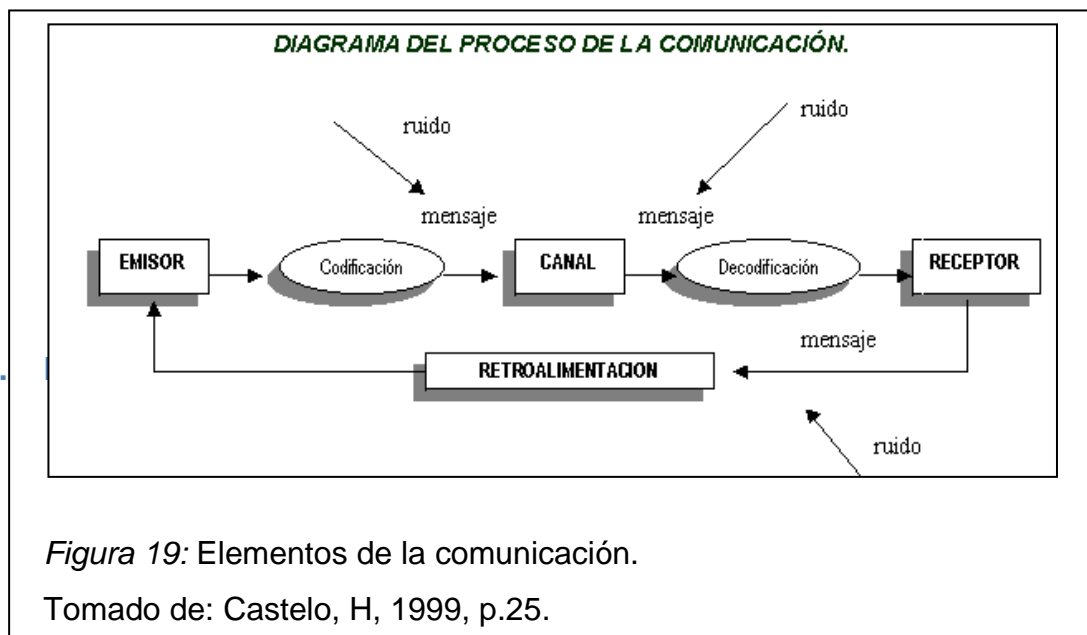 DIAGRAMA DEL PROCESO DE LA COMUNICACIÓN.
ruido
ruido
mensaje
mensaje
EMISOR
Codificación
CANAL
Decodificación
RECEPTOR
mensaje
RETROALIMENTACION
ruido
Figura 19: Elementos de la comunicación.
Tomado de: Castelo, H, 1999, p.25.